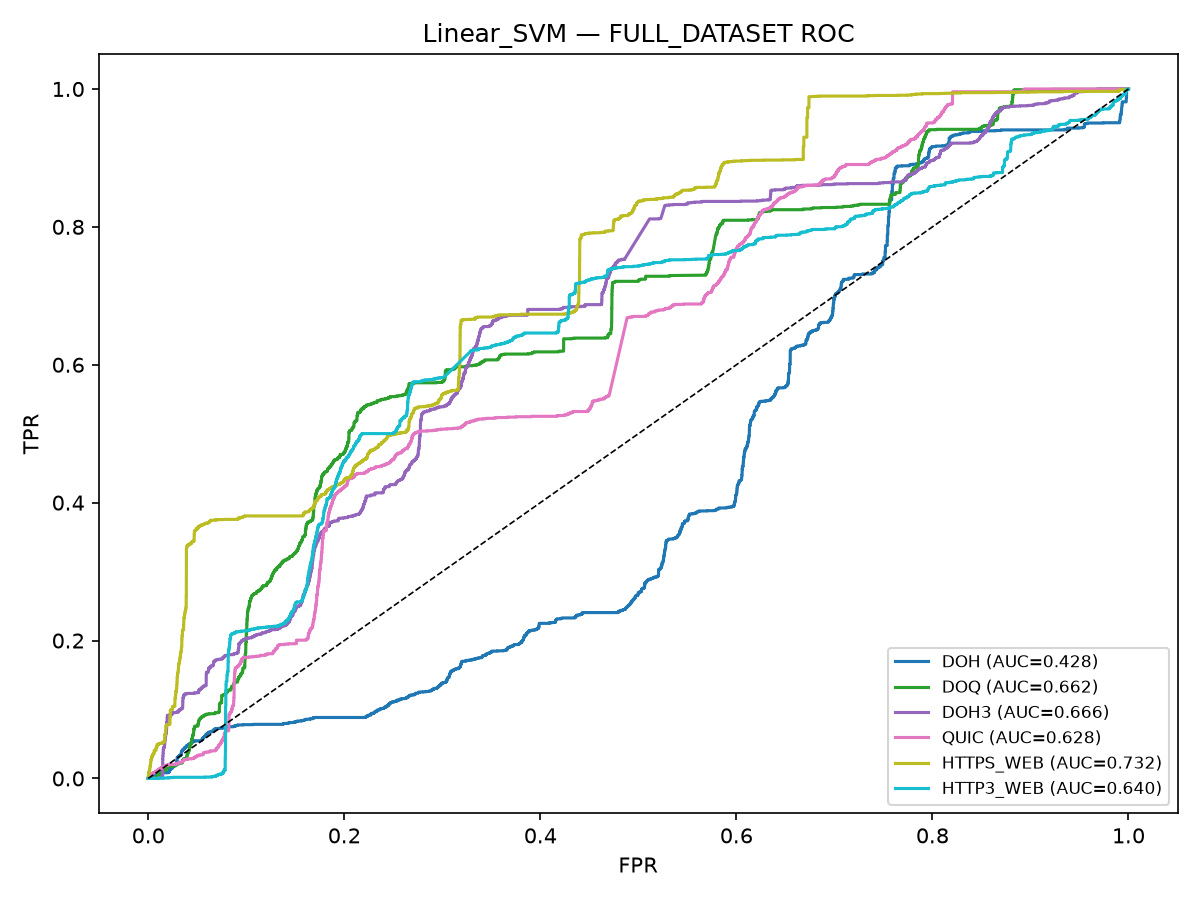 Linear_SVM — FULL_DATASET ROC
1.0
0.8
0.6
0.4
0.2
0.0
TPR
0.0 0.2 0.4 0.6 0.8 1.0
FPR
DOH (AUC=0.428)
DOQ (AUC=0.662)
DOH3 (AUC=0.666)
QUIC (AUC=0.628)
HTTPS_WEB (AUC=0.732)
HTTP3_WEB (AUC=0.640)